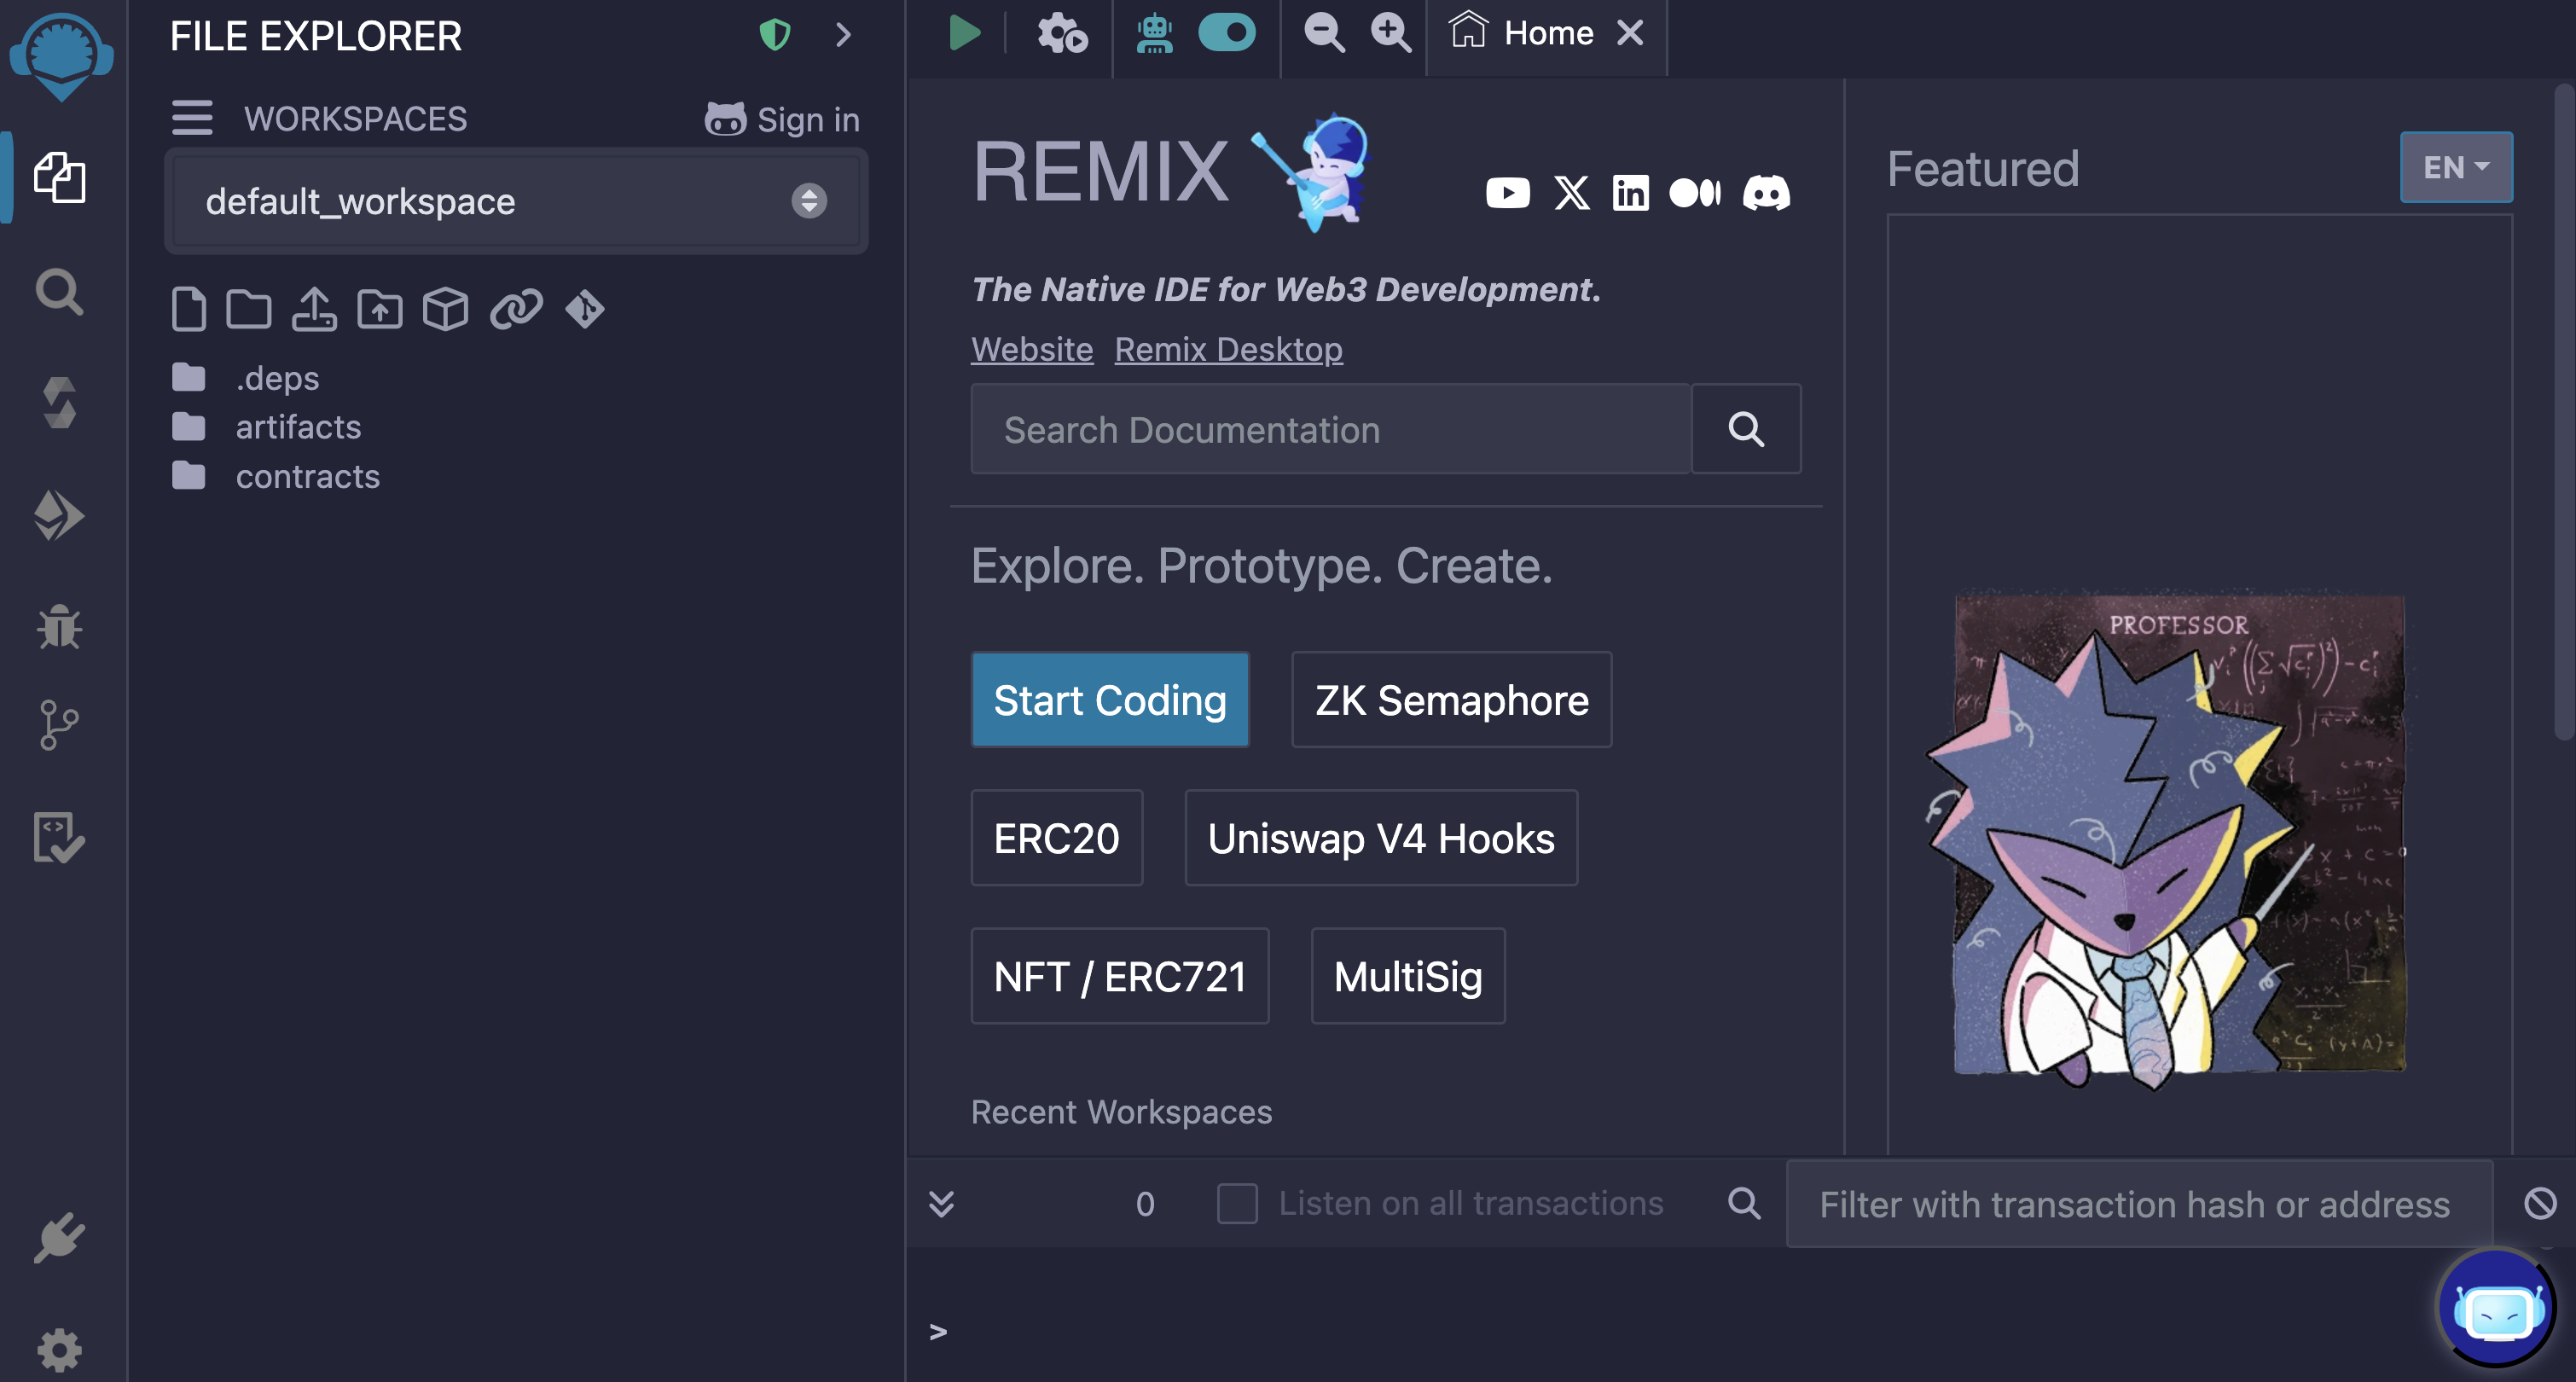 FILE EXPLORER
WORKSPACES
Sign in
default_workspace
.deps
artifacts
contracts
Home
REMIX
The Native IDE for Web3 Development.
Website Remix Desktop
Search Documentation
Explore. Prototype. Create.
Start Coding
ZK Semaphore
ERC20
Uniswap V4 Hooks
NFT / ERC721
MultiSig
Recent Workspaces
Featured
EN
PROFESSOR
0
Listen on all transactions
Filter with transaction hash or address
>